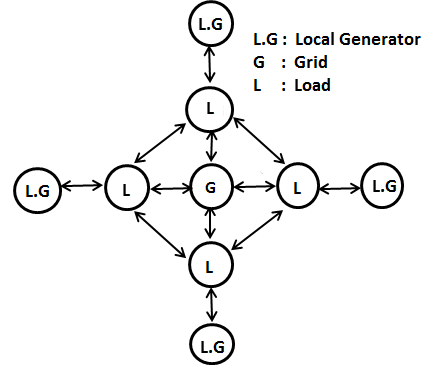 L.G
L.G : Local Generator
G : Grid
L : Load
L
L.G
L
G
L
L.G
L
L.G